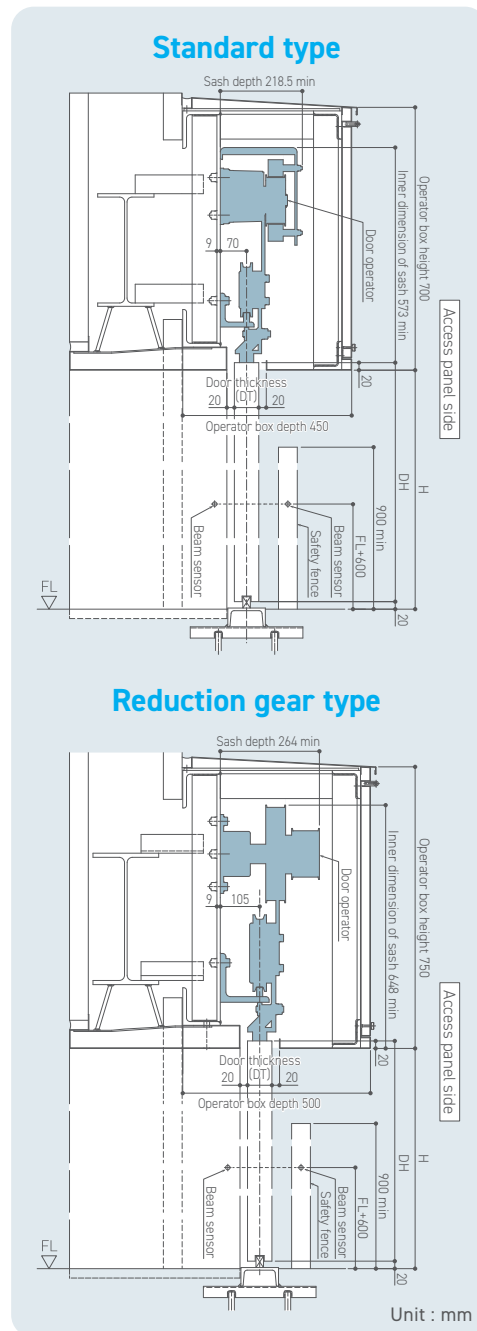 Standard type
Sash depth 218.5 min
Operator box height 700
Inner dimension of sash 573 min
Door operator
Access panel side
9
70
20
Door thickness
(DT)
20
20
Operator box depth 450
H
DH
900 min
FL+600
Beam sensor
Safety fence
Beam sensor
FL
20
Reduction gear type
Sash depth 264 min
Operator box height 750
Inner dimension of sash 648 min
Door operator
Access panel side
9
105
20
Door thickness
(DT)
20
20
Operator box depth 500
H
DH
900 min
FL+600
Beam sensor
Safety fence
Beam sensor
FL
20
Unit : mm